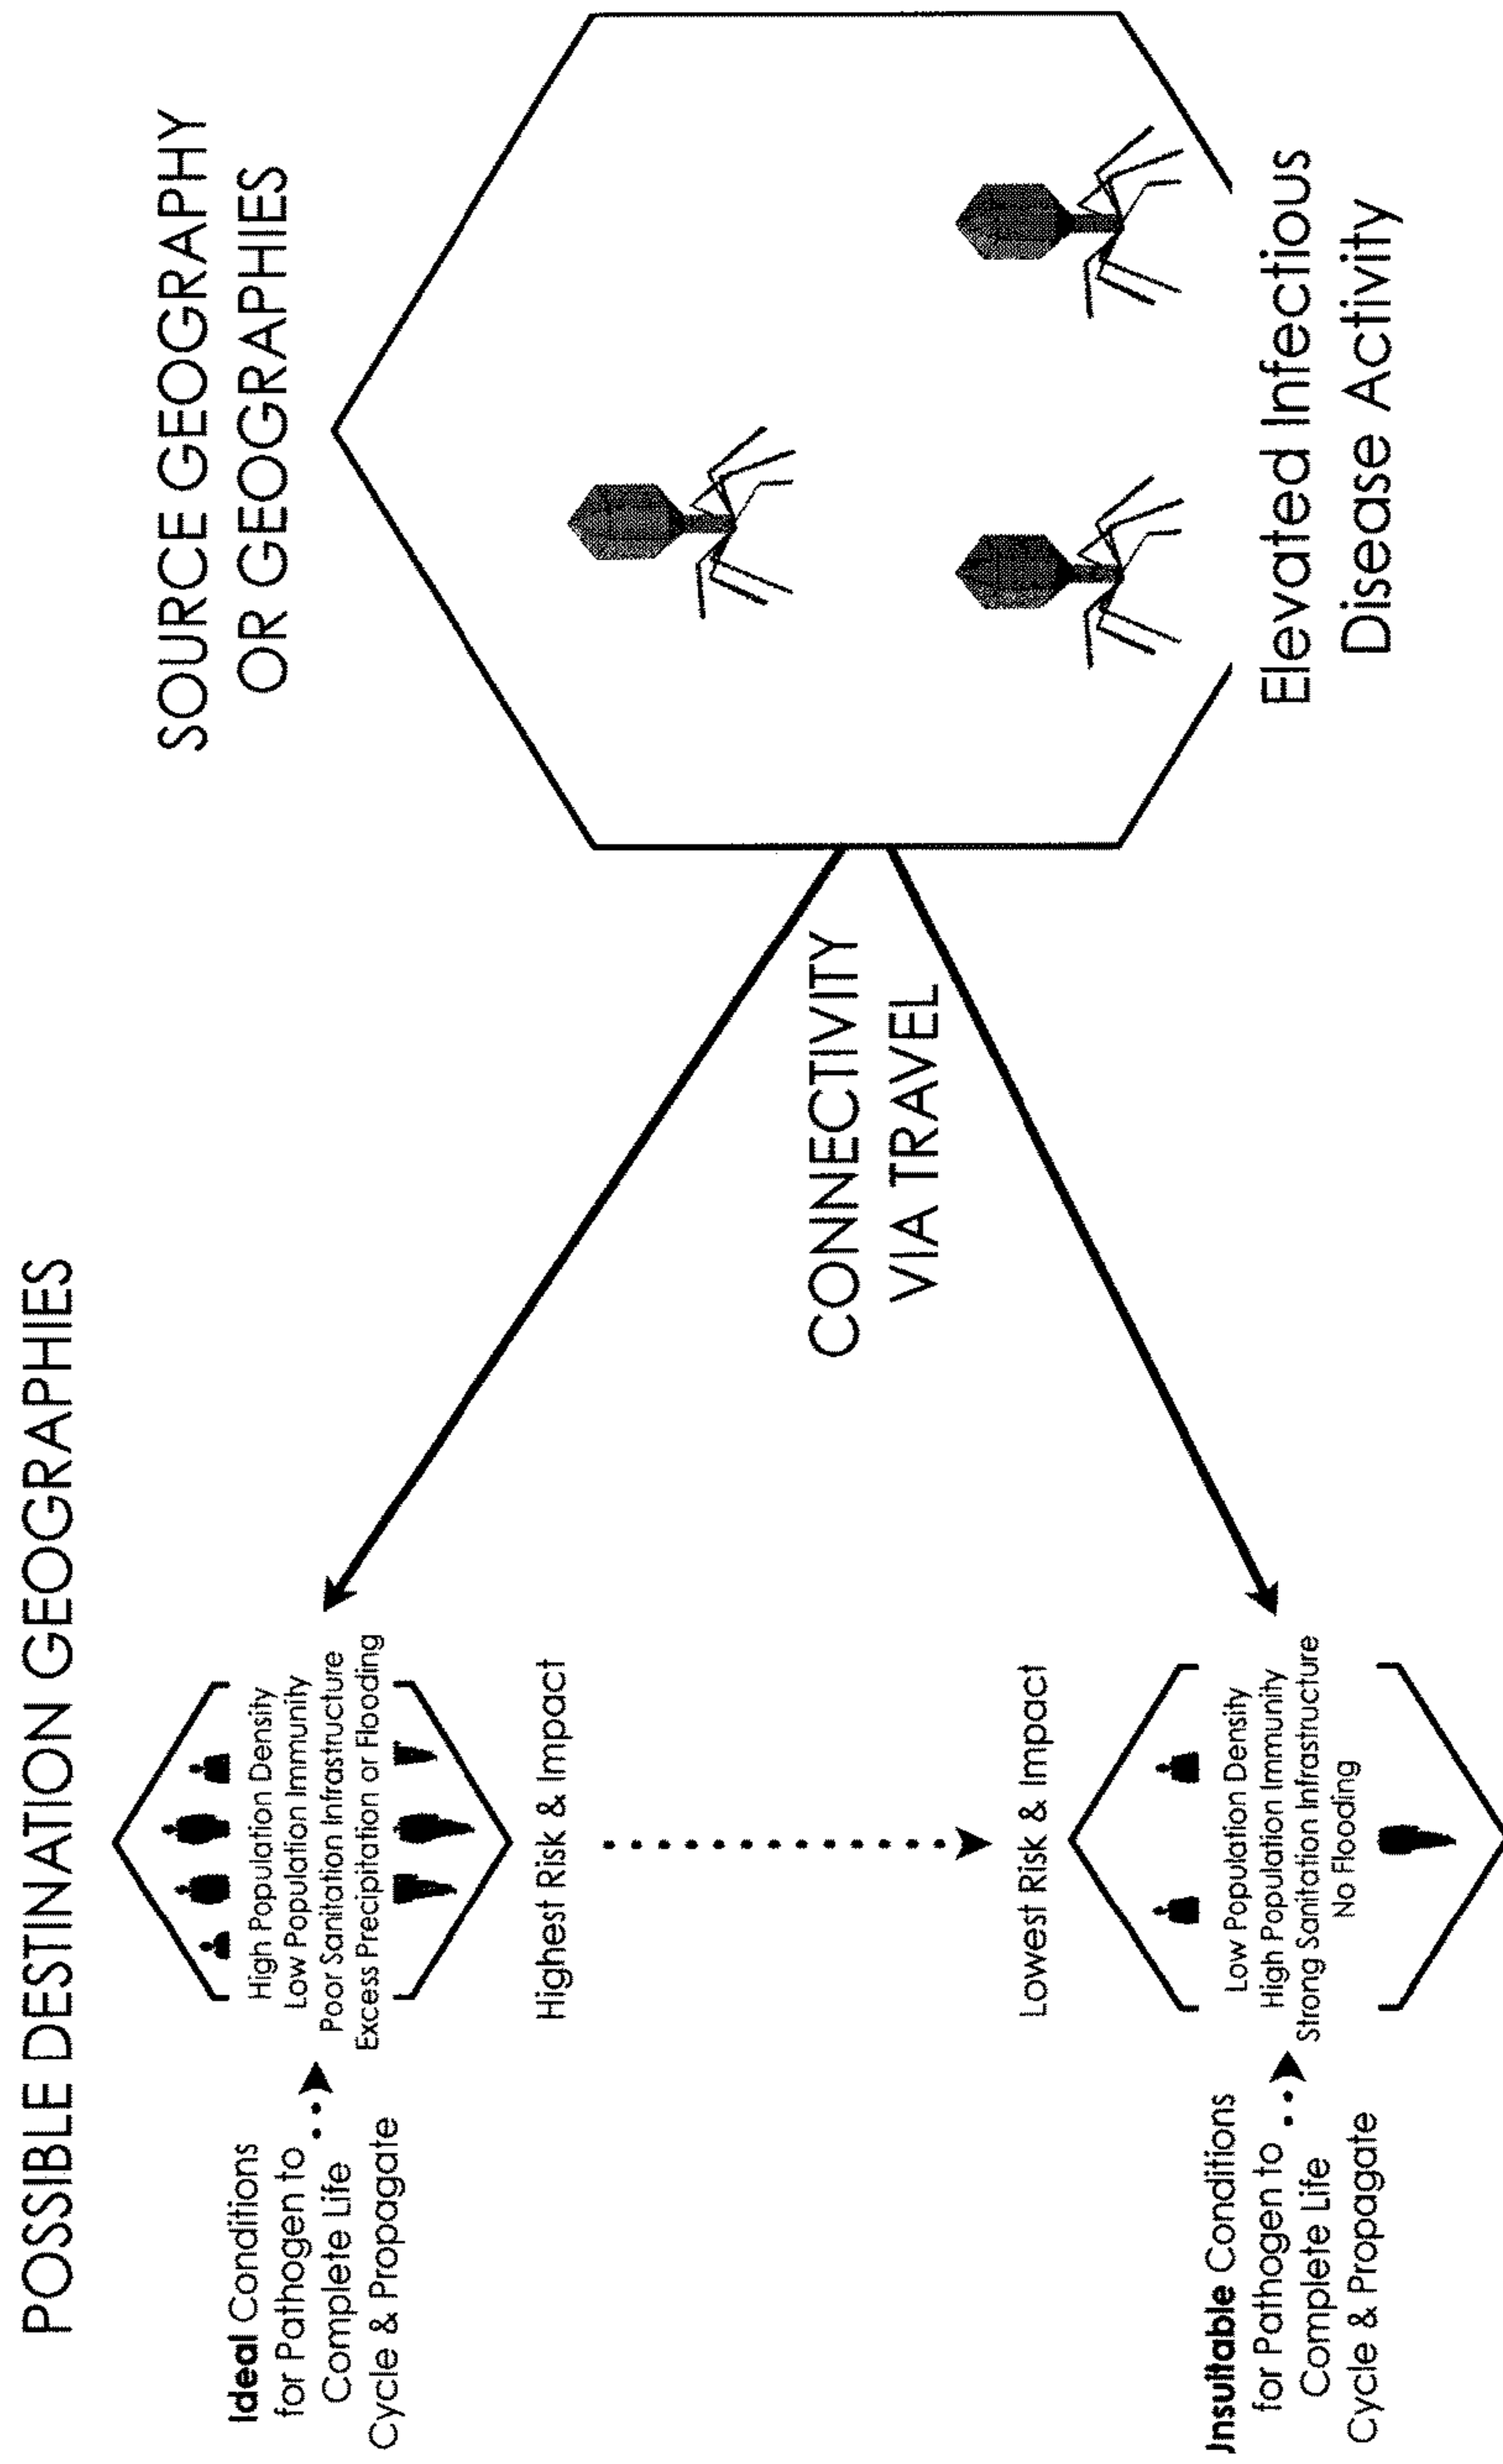 POSSIBLE DESTINATION GEOGRAPHIES
Ideal Conditions
for Pathogen to
Complete Life
Cycle & Propagate
High Population Density
Low Population Immunity
Poor Sanitation Infrastructure
Excess Precipitation or Flooding
Highest Risk & Impact
Lowest Risk & Impact
Jnsuitable Conditions
for Pathogen to
Complete Life
Cycle & Propagate
Low Population Density
High Population Immunity
Strong Sanitation Infrastructure
No Flooding
CONNECTIVITY
VIA TRAVEL
SOURCE GEOGRAPHY
OR GEOGRAPHIES
Elevated Infectious
Disease Activity